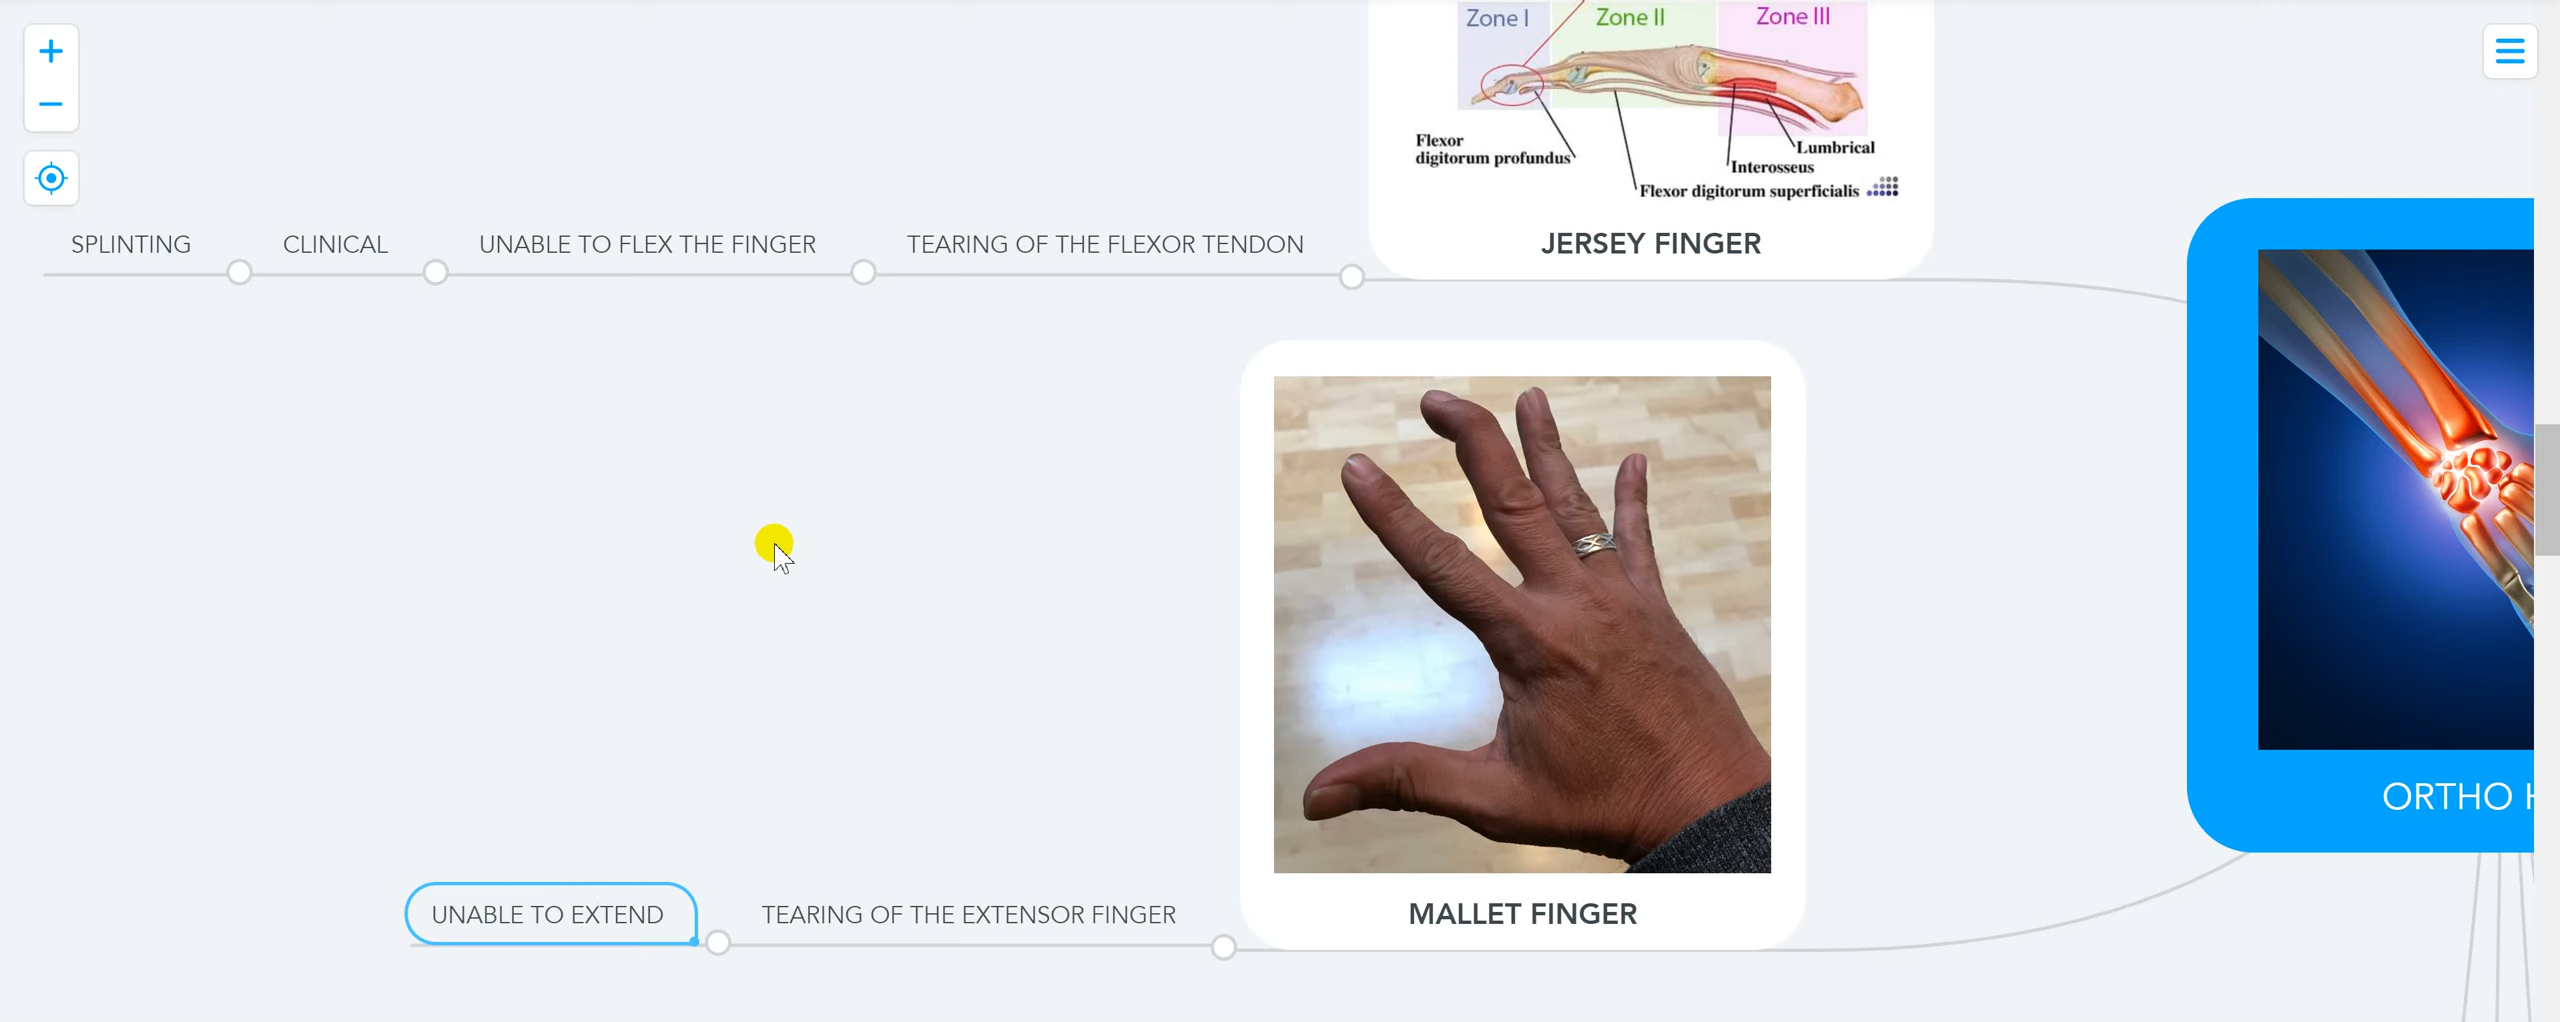 Zone I
Zone II
Zone III
Flexor
digitorum profundus
Lumbrical
Interosseus
Flexor digitorum superficialis
SPLINTING
CLINICAL
UNABLE TO FLEX THE FINGER
TEARING OF THE FLEXOR TENDON
JERSEY FINGER
ORTHO
UNABLE TO EXTEND
TEARING OF THE EXTENSOR FINGER
MALLET FINGER